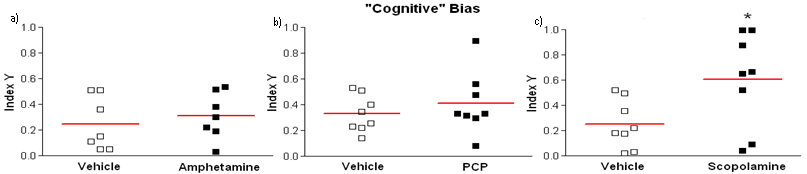 "Cognitive" Bias
a)
Index Y
1.0
0.8
0.6
0.4
0.2
0.0
Vehicle Amphetamine
b)
Index Y
1.0
0.8
0.6
0.4
0.2
0.0
Vehicle PCP
c)
*
Index Y
1.0
0.8
0.6
0.4
0.2
0.0
Vehicle Scopolamine